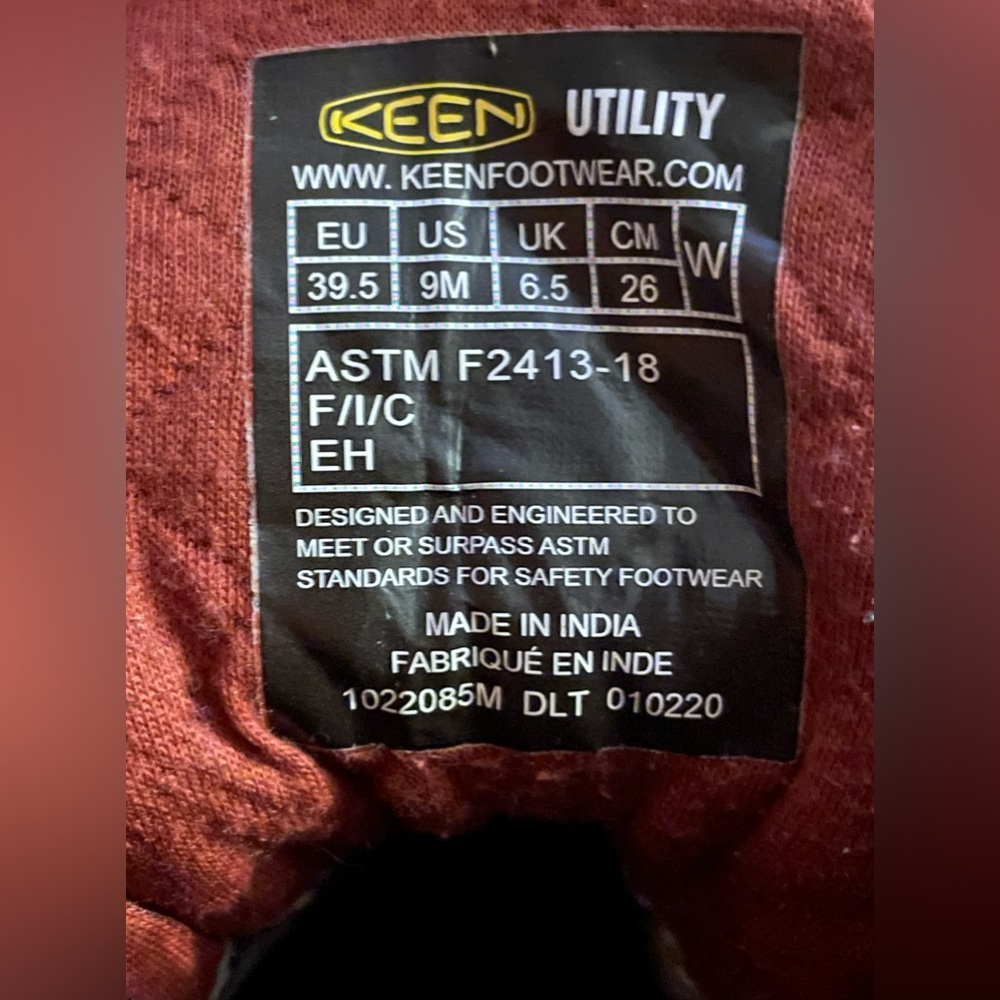 KEEN UTILITY
WWW. KEENFOOTWEAR.COM
EU US UK CM W
39.5 9M 6.5 26
ASTM F2413-18
F/I/C
EH
DESIGNED AND ENGINEERED TO
MEET OR SURPASS ASTM
STANDARDS FOR SAFETY FOOTWEAR
MADE IN INDIA
FABRIQUÉ EN INDE
1022085M DLT 010220